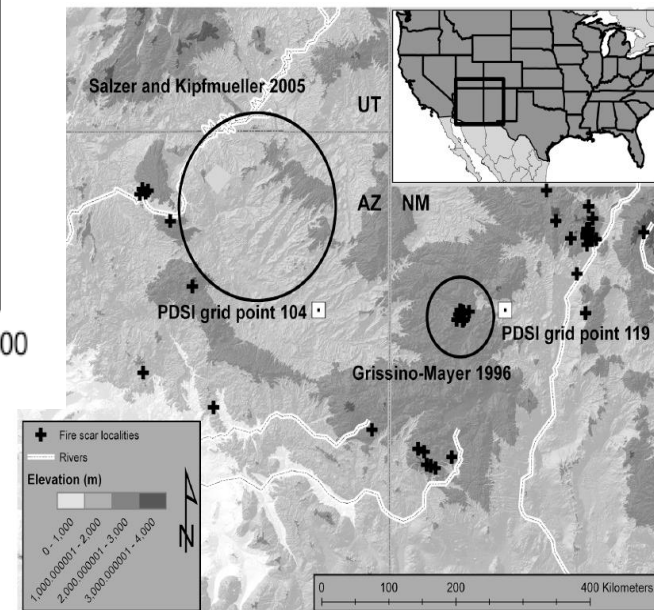 Salzer and Kipfmueller 2005
UT
AZ
NM
PDSI grid point 104
PDSI grid point 119
Grissino-Mayer 1996
00
Fire scar localities
Rivers
Elevation (m)
0 - 1,000
1,000.000001 - 2,000
2,000.000001 - 3,000
3,000.000001 - 4,000
N
0 100 200 400 Kilometers